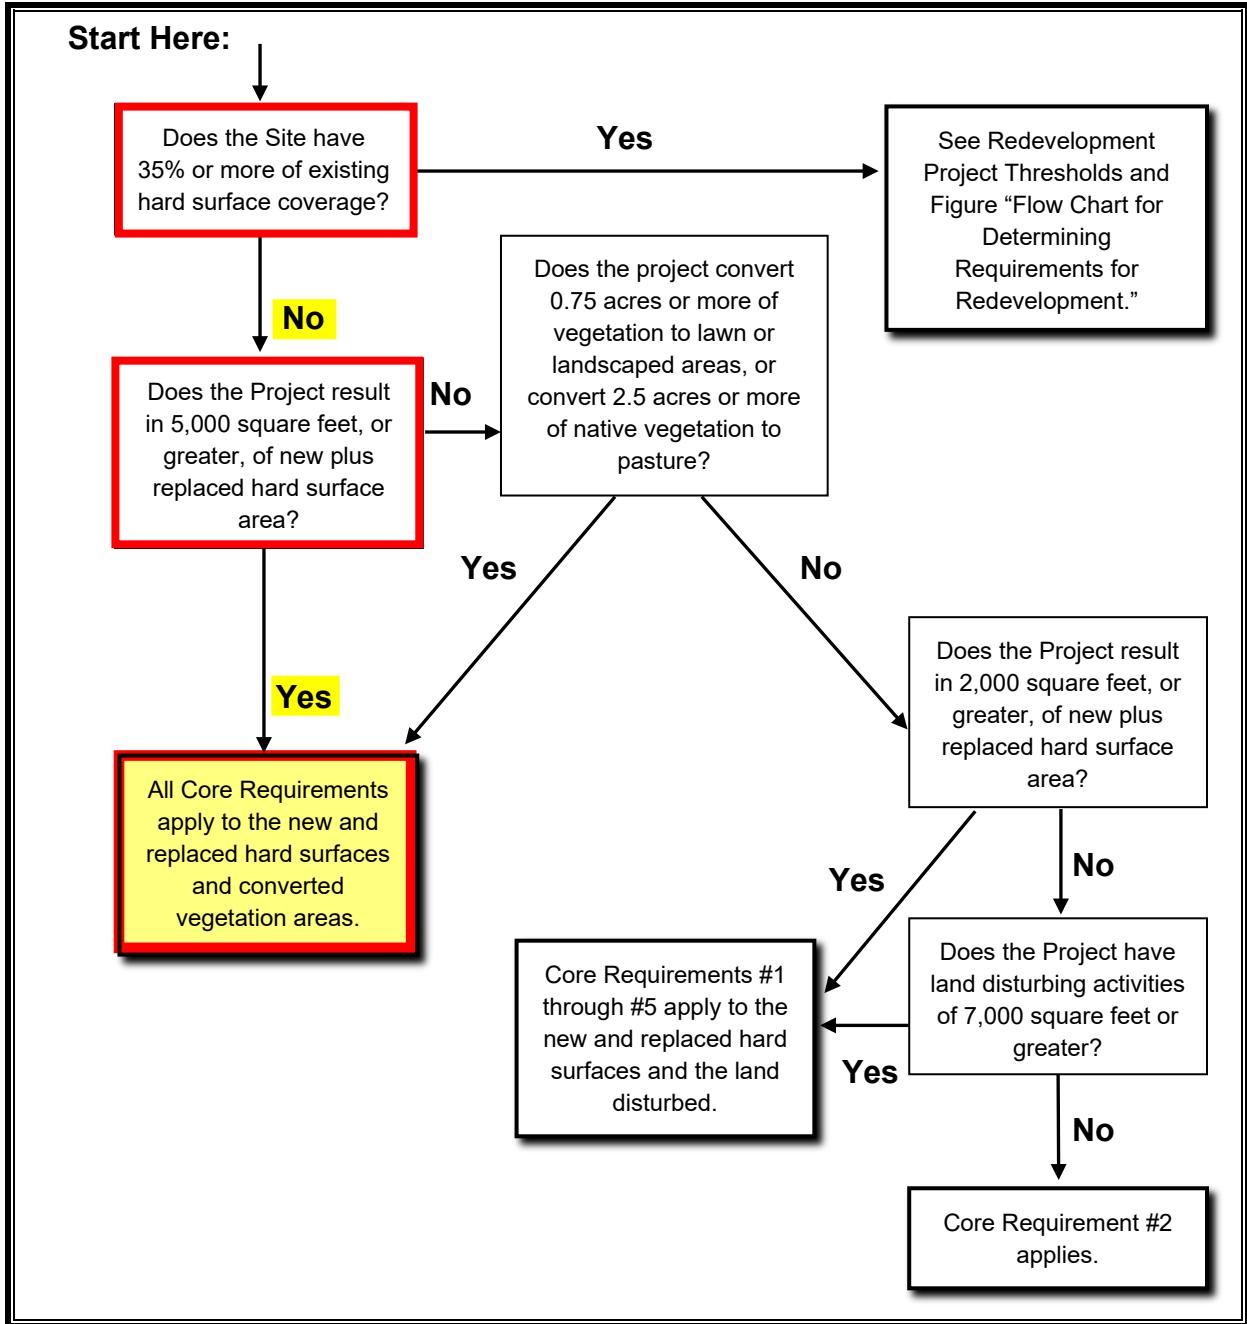 Start Here:
Does the Site have
35% or more of existing
hard surface coverage?
Yes
See Redevelopment
Project Thresholds and
Figure “Flow Chart for
Determining
Requirements for
Redevelopment.”
No
Does the project convert
0.75 acres or more of
vegetation to lawn or
landscaped areas, or
convert 2.5 acres or more
of native vegetation to
pasture?
Does the Project result
in 5,000 square feet, or
greater, of new plus
replaced hard surface
area?
No
Yes
No
Yes
Does the Project result
in 2,000 square feet, or
greater, of new plus
replaced hard surface
area?
All Core Requirements
apply to the new and
replaced hard surfaces
and converted
vegetation areas.
Yes
No
Core Requirements #1
through #5 apply to the
new and replaced hard
surfaces and the land
disturbed.
Does the Project have
land disturbing activities
of 7,000 square feet or
greater?
Yes
No
Core Requirement #2
applies.